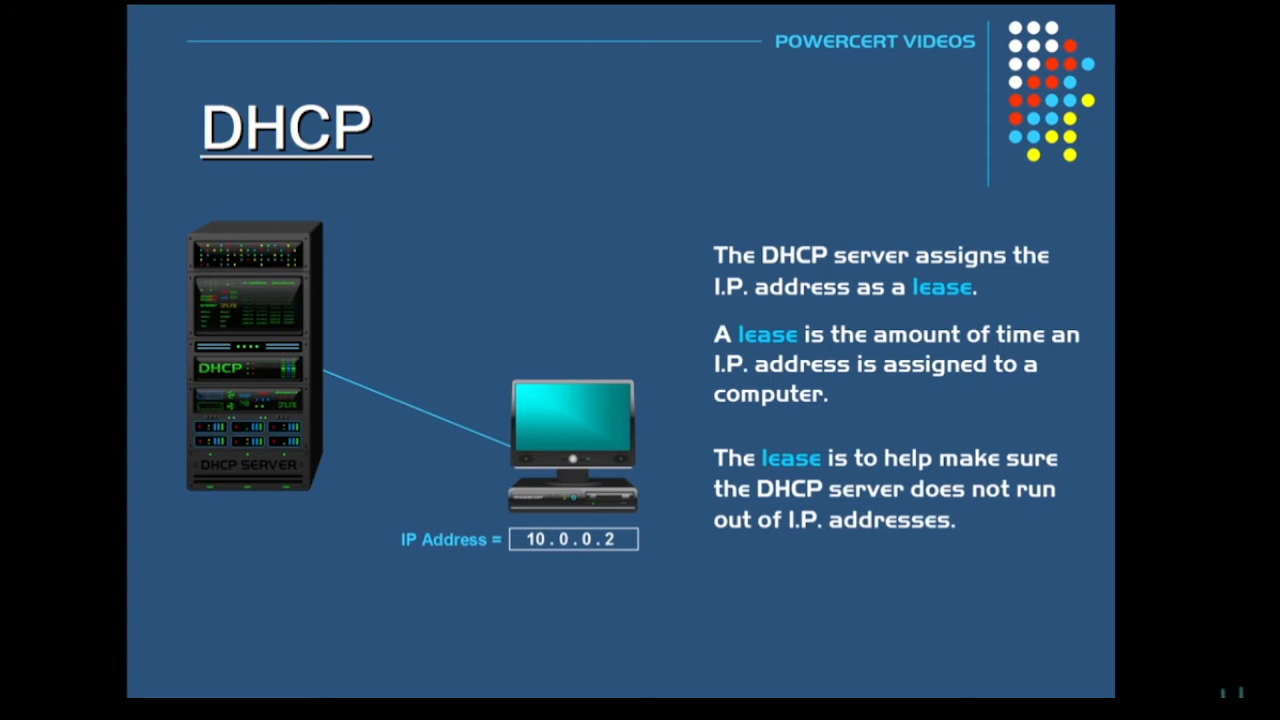 POWERCERT VIDEOS
DHCP
The DHCP server assigns the
I.P. address as a lease.
A lease is the amount of time an
I.P. address is assigned to a
computer.
The lease is to help make sure
the DHCP server does not run
out of I.P. addresses.
DHCP
DHCP SERVER
IP Address = 10 . 0 . 0 . 2